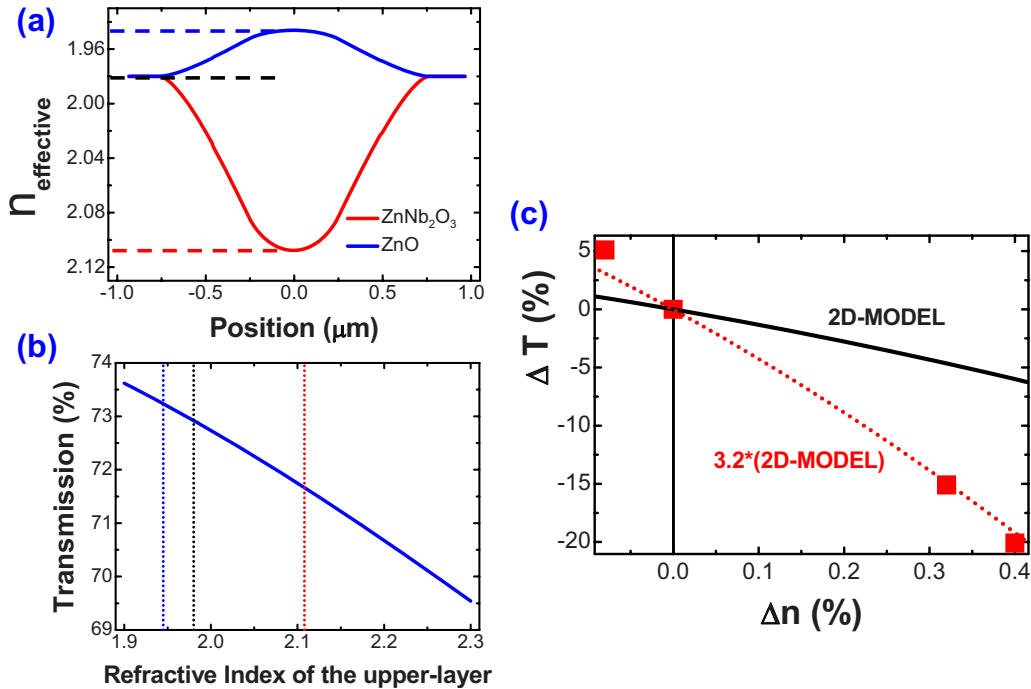 (a)
1.96
2.00
2.04
2.08
2.12
n effective
ZnNb2O3
ZnO
-1.0
-0.5
0.0
0.5
1.0
Position (μm)
(b)
74
73
72
71
70
69
Transmission (%)
1.9
2.0
2.1
2.2
2.3
Refractive Index of the upper-layer
(c)
5
0
-5
-10
-15
-20
Δ T (%)
2D-MODEL
3.2*(2D-MODEL)
0.0
0.1
0.2
0.3
0.4
Δn (%)